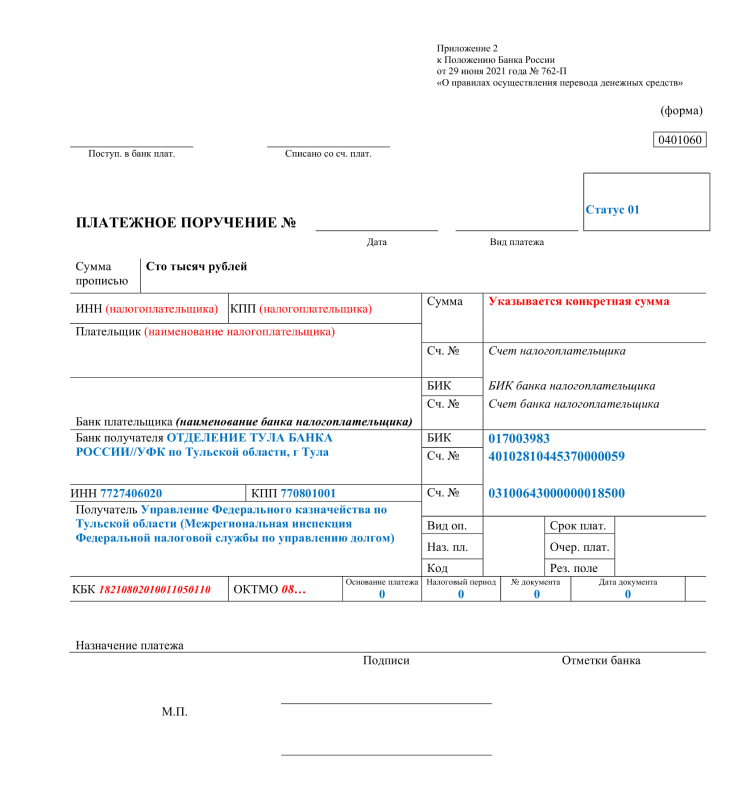 Приложение 2
к Положению Банка России
от 29 июня 2021 года № 762-П
«О правилах осуществления перевода денежных средств»
(форма)
0401060
Поступ. в банк плат.
Списано со сч. плат.
Статус 01
ПЛАТЕЖНОЕ ПОРУЧЕНИЕ №
Дата
Вид платежа
Сумма прописью
Сто тысяч рублей
ИНН (налогоплательщика)
КПП (налогоплательщика)
Сумма
Указывается конкретная сумма
Плательщик (наименование налогоплательщика)
Сч. №
Счет налогоплательщика
БИК
БИК банка налогоплательщика
Сч. №
Счет банка налогоплательщика
Банк плательщика (наименование банка налогоплательщика)
Банк получателя ОТДЕЛЕНИЕ ТУЛА БАНКА
РОССИИ//УФК по Тульской области, г Тула
БИК
017003983
Сч. №
40102810445370000059
ИНН 7727406020
КПП 770801001
Сч. №
03100643000000018500
Получатель Управление Федерального казначейства по
Тульской области (Межрегиональная инспекция
Федеральной налоговой службы по управлению долгом)
Вид оп.
Срок плат.
Наз. пл.
Очер. плат.
Код
Рез. поле
КБК 18210802010011050110
ОКТМО 08…
Основание платежа
0
Налоговый период
0
№ документа
0
Дата документа
0
Назначение платежа
Подписи
Отметки банка
М.П.